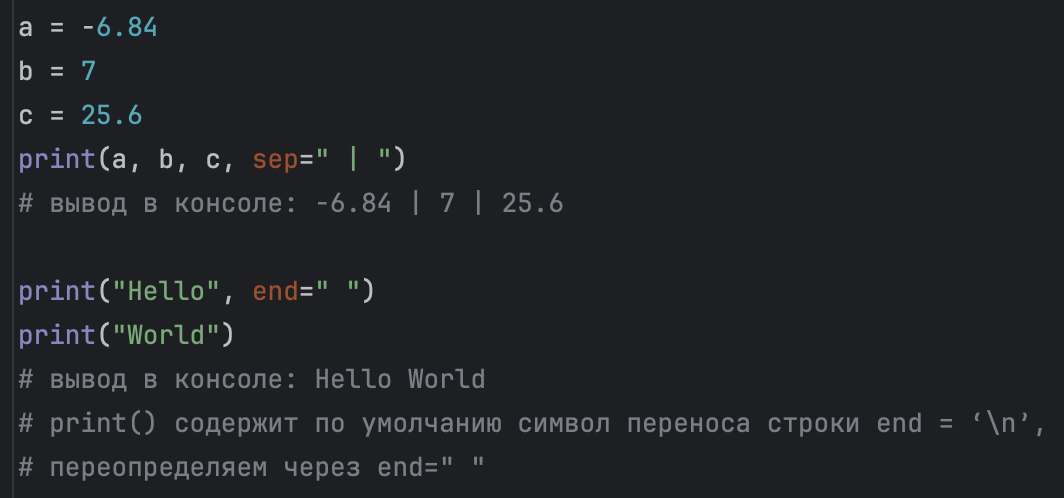 a = -6.84
b = 7
c = 25.6
print(a, b, c, sep=" | ")
# вывод в консоле: -6.84 | 7 | 25.6
print("Hello", end=" ")
print("World")
# вывод в консоле: Hello World
# print() содержит по умолчанию символ переноса строки end = ‘\n’,
# переопределяем через end=" "